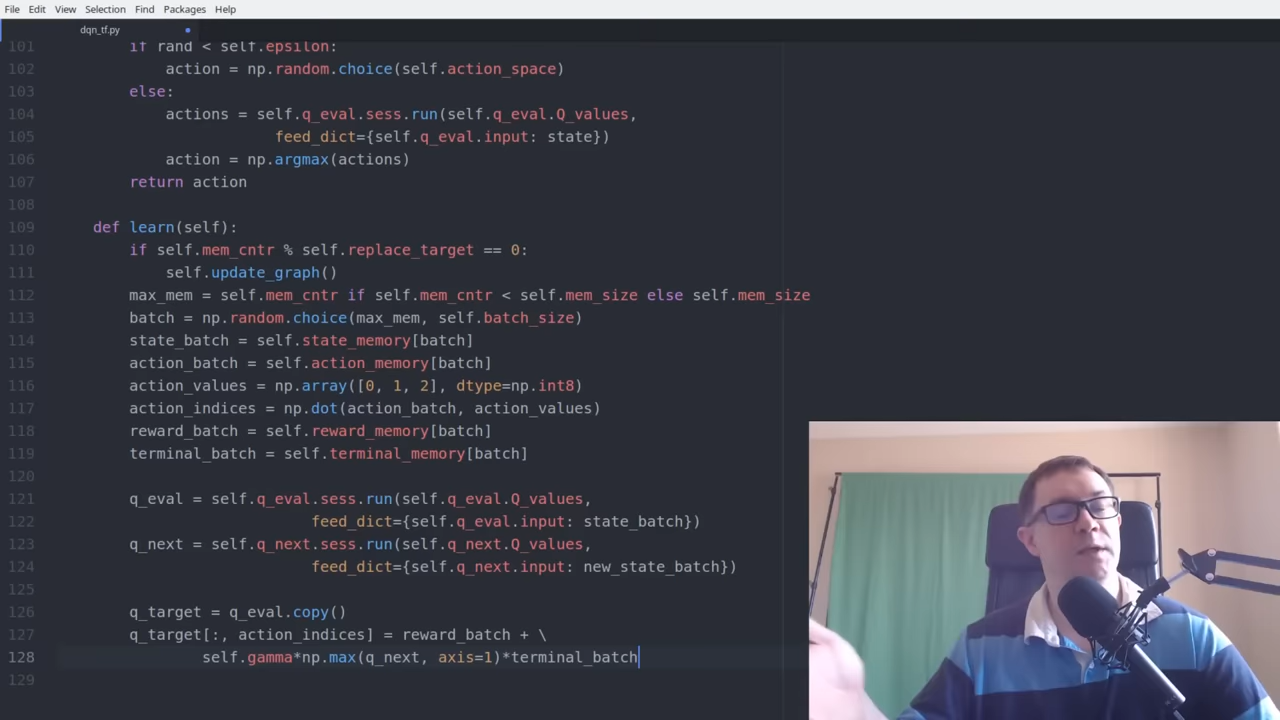 File Edit View Selection Find Packages Help
dqn_tf.py
101 if rand < self.epsilon:
102 action = np.random.choice(self.action_space)
103 else:
104 actions = self.q_eval.sess.run(self.q_eval.Q_values,
105 feed_dict={self.q_eval.input: state})
106 action = np.argmax(actions)
107 return action
108
109 def learn(self):
110 if self.mem_cntr % self.replace_target == 0:
111 self.update_graph()
112 max_mem = self.mem_cntr if self.mem_cntr < self.mem_size else self.mem_size
113 batch = np.random.choice(max_mem, self.batch_size)
114 state_batch = self.state_memory[batch]
115 action_batch = self.action_memory[batch]
116 action_values = np.array([0, 1, 2], dtype=np.int8)
117 action_indices = np.dot(action_batch, action_values)
118 reward_batch = self.reward_memory[batch]
119 terminal_batch = self.terminal_memory[batch]
120
121 q_eval = self.q_eval.sess.run(self.q_eval.Q_values,
122 feed_dict={self.q_eval.input: state_batch})
123 q_next = self.q_next.sess.run(self.q_next.Q_values,
124 feed_dict={self.q_next.input: new_state_batch})
125
126 q_target = q_eval.copy()
127 q_target[:, action_indices] = reward_batch + \
128 self.gamma*np.max(q_next, axis=1)*terminal_batch
129